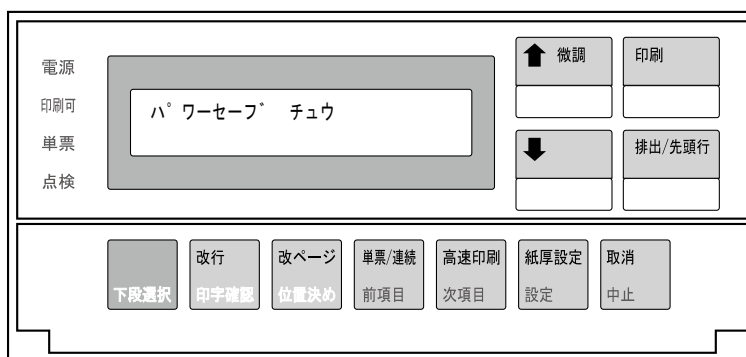 電源
印刷可
単票
点検
パワーセーブ チュウ
微調
印刷
排出/先頭行
下段選択
改行
印字確認
改ページ
位置決め
単票/連続
前項目
高速印刷
次項目
紙厚設定
設定
取消
中止